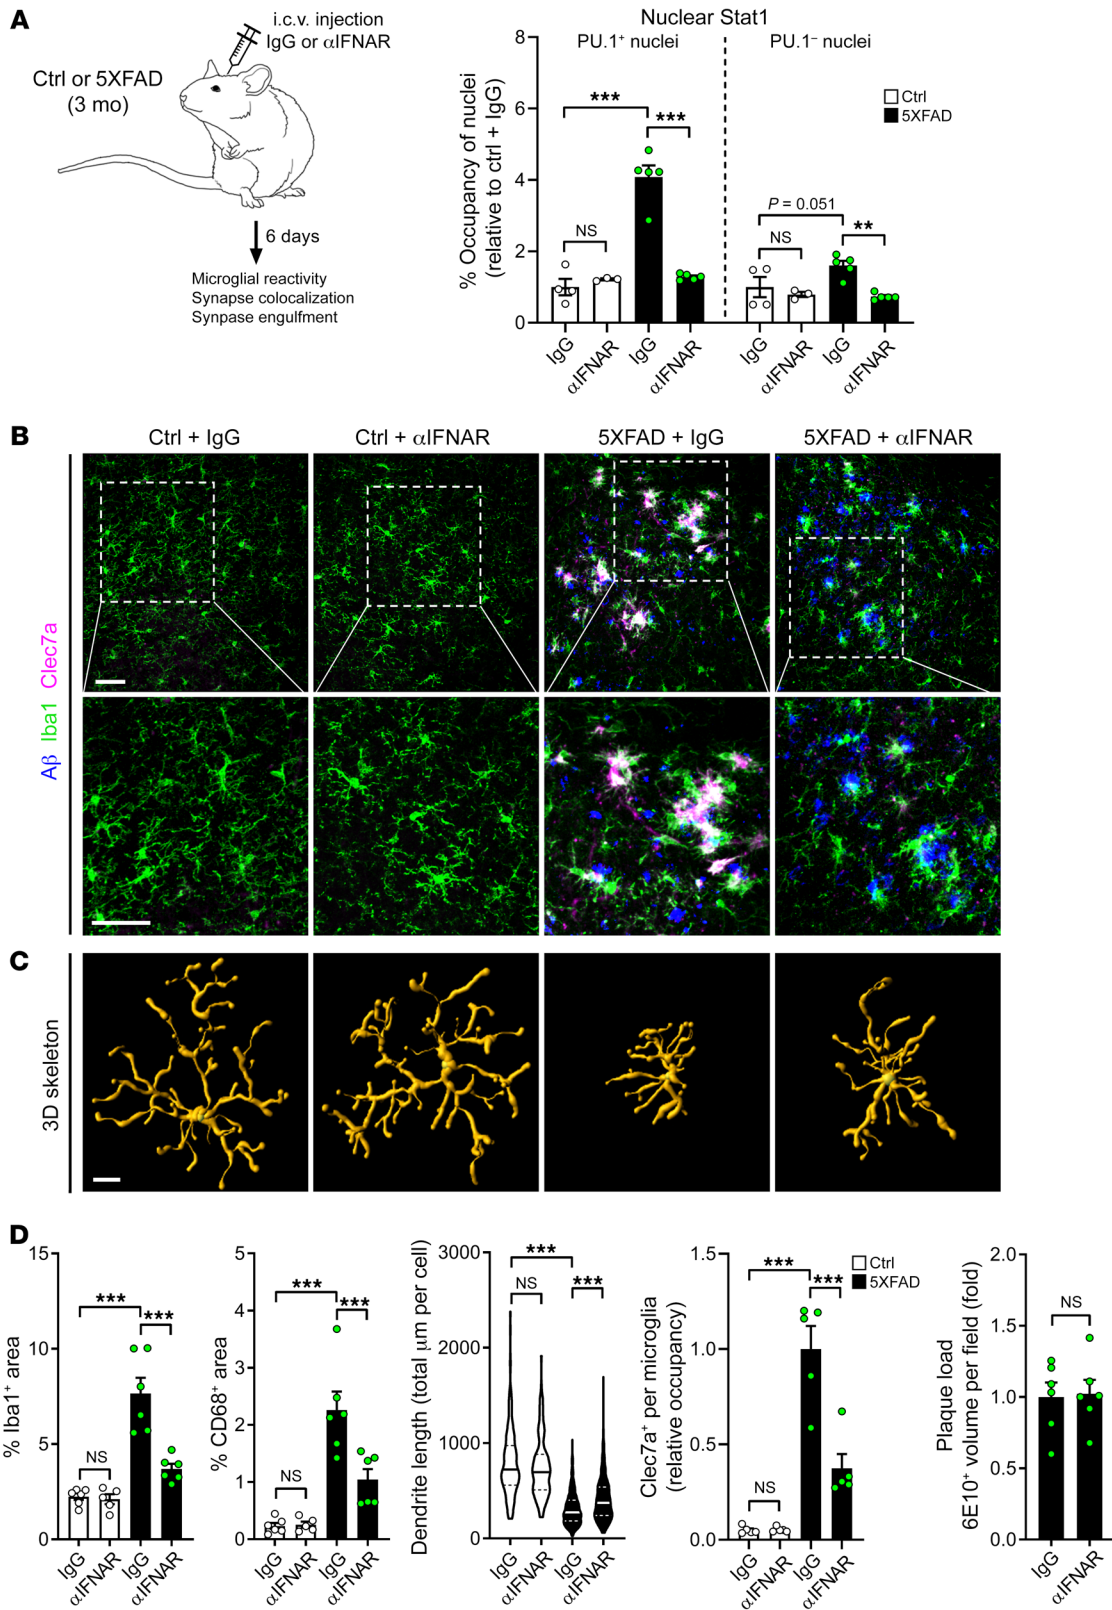 A
i.c.v. injection
IgG or αIFNAR
Ctrl or 5XFAD
(3 mo)
6 days
Microglial reactivity
Synapse colocalization
Synpase engulfment
Nuclear Stat1
PU.1⁺ nuclei
PU.1⁻ nuclei
Ctrl
5XFAD
% Occupancy of nuclei
(relative to ctrl + IgG)
8
6
4
2
0
***
***
NS
P = 0.051
NS
**
IgG
αIFNAR
IgG
αIFNAR
IgG
αIFNAR
IgG
αIFNAR
B
Ctrl + IgG
Ctrl + αIFNAR
5XFAD + IgG
5XFAD + αIFNAR
Aβ Iba1 Clec7a
C
3D skeleton
D
% Iba1⁺ area
15
10
5
0
***
***
NS
IgG
αIFNAR
IgG
αIFNAR
% CD68⁺ area
5
4
3
2
1
0
***
***
NS
IgG
αIFNAR
IgG
αIFNAR
Dendrite length (total μm per cell)
3000
2000
1000
0
***
NS
***
IgG
αIFNAR
IgG
αIFNAR
Clec7a⁺ per microglia
(relative occupancy)
1.5
1.0
0.5
0.0
***
***
NS
Ctrl
5XFAD
IgG
αIFNAR
IgG
αIFNAR
Plaque load
6E10⁺ volume per field (fold)
2.0
1.5
1.0
0.5
0.0
NS
IgG
αIFNAR